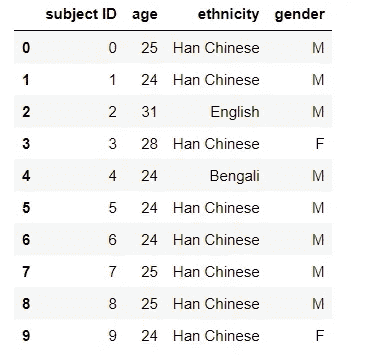 subject ID age ethnicity gender
0 0 25 Han Chinese M
1 1 24 Han Chinese M
2 2 31 English M
3 3 28 Han Chinese F
4 4 24 Bengali M
5 5 24 Han Chinese M
6 6 24 Han Chinese M
7 7 25 Han Chinese M
8 8 25 Han Chinese M
9 9 24 Han Chinese F